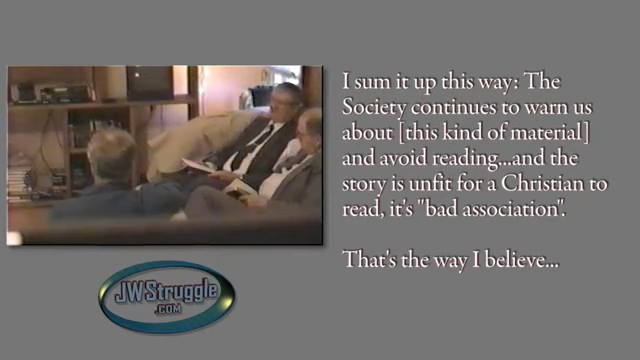 I sum it up this way: The
Society continues to warn us
about [this kind of material]
and avoid reading...and the
story is unfit for a Christian to
read, it's "bad association".
That's the way I believe...
JWStruggle
.COM